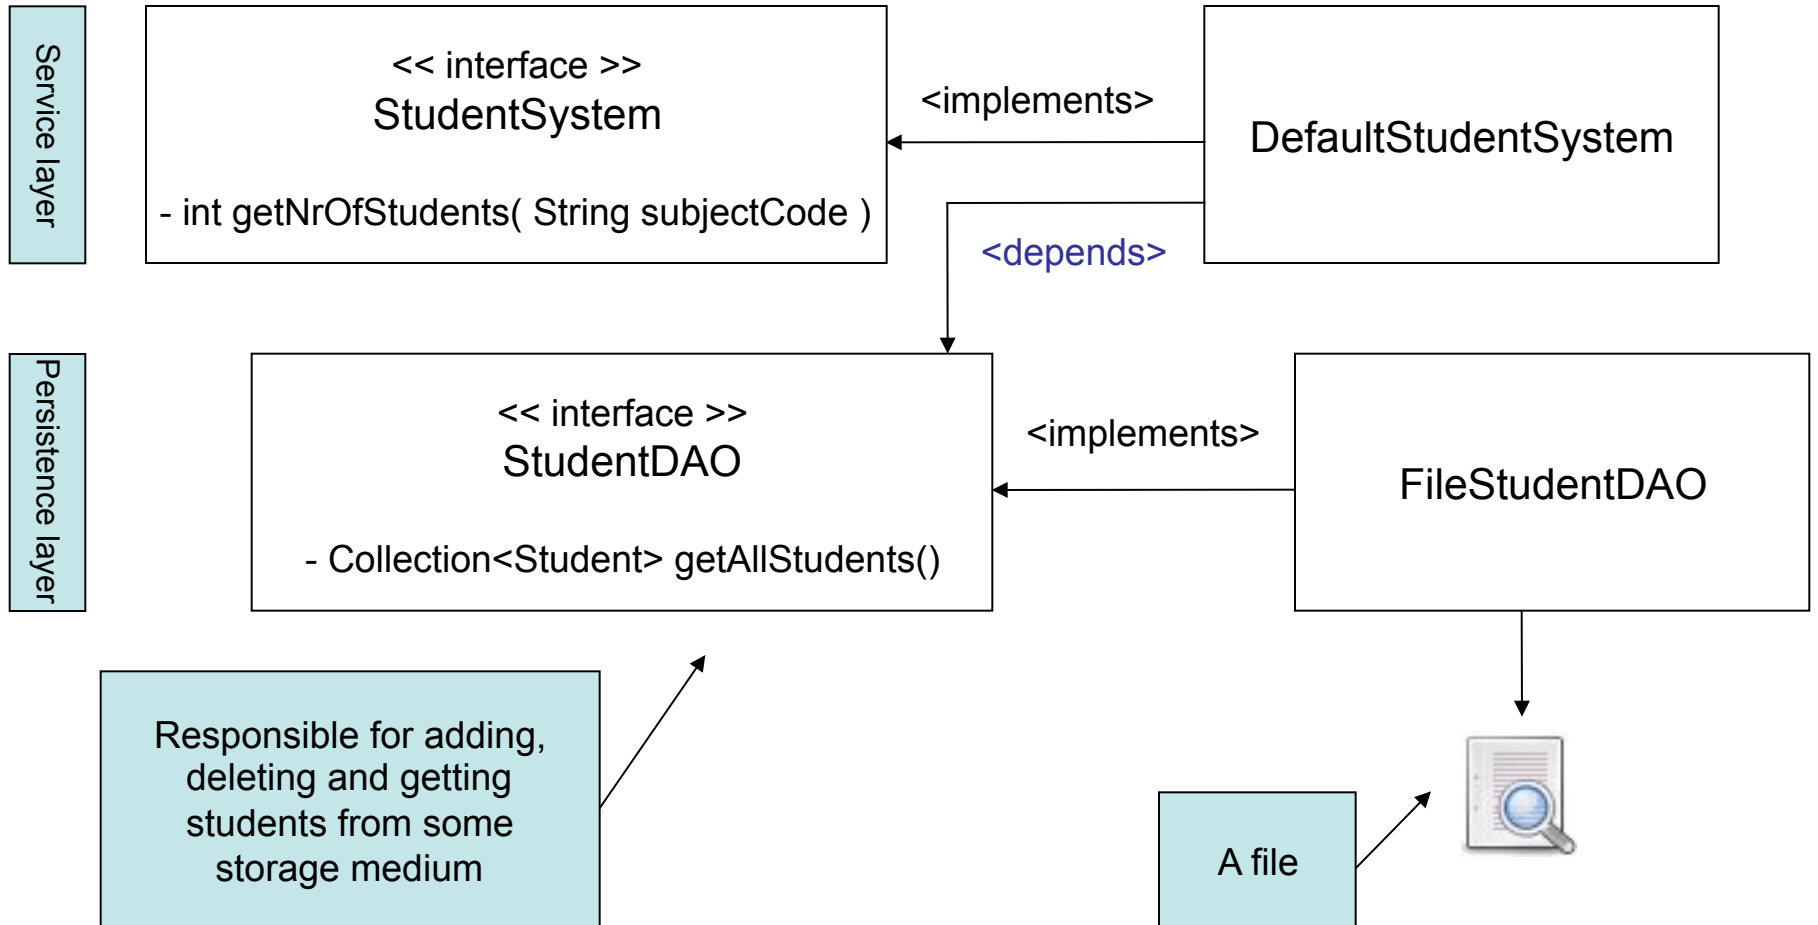 Service layer
<< interface >>
StudentSystem
- int getNrOfStudents( String subjectCode )
<implements>
DefaultStudentSystem
<depends>
Persistence layer
<< interface >>
StudentDAO
- Collection<Student> getAllStudents()
<implements>
FileStudentDAO
Responsible for adding,
deleting and getting
students from some
storage medium
A file